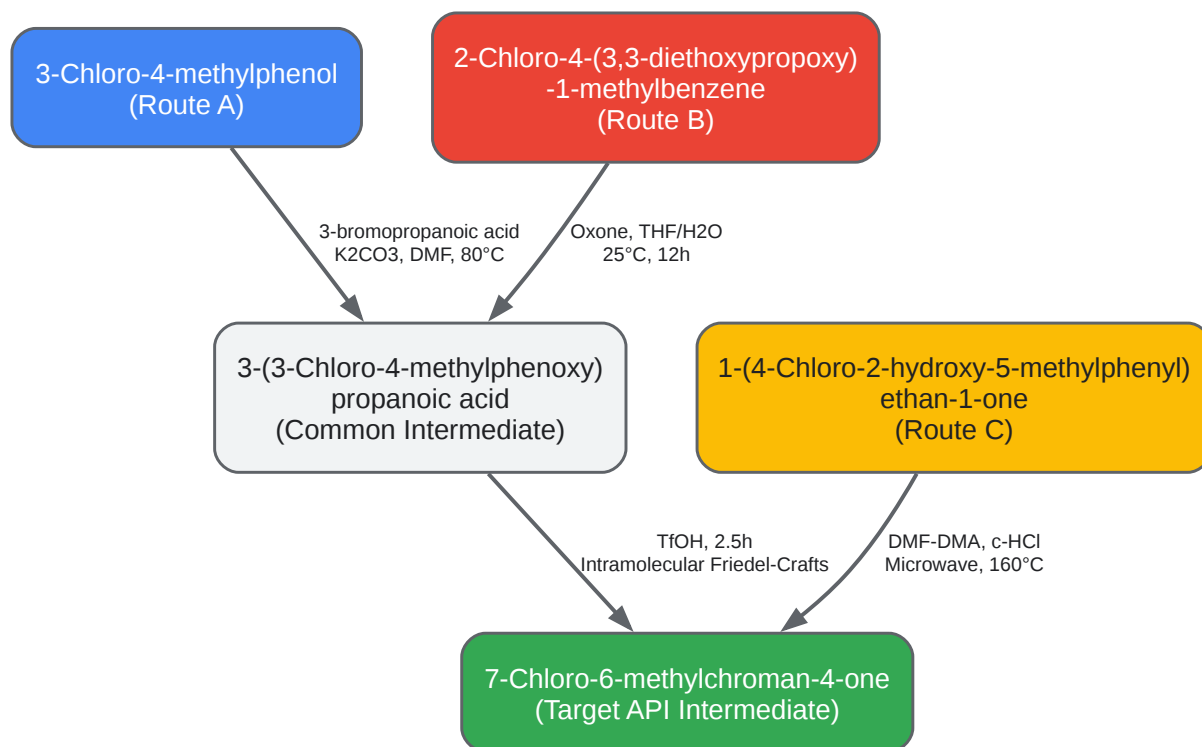 3-Chloro-4-methylphenol
(Route A)
2-Chloro-4-(3,3-diethoxypropoxy)
-1-methylbenzene
(Route B)
3-bromopropanoic acid
K2CO3, DMF, 80°C
Oxone, THF/H2O
25°C, 12h
3-(3-Chloro-4-methylphenoxy)
propanoic acid
(Common Intermediate)
1-(4-Chloro-2-hydroxy-5-methylphenyl)
ethan-1-one
(Route C)
TfOH, 2.5h
Intramolecular Friedel-Crafts
DMF-DMA, c-HCl
Microwave, 160°C
7-Chloro-6-methylchroman-4-one
(Target API Intermediate)